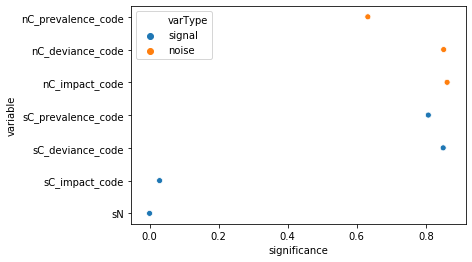 nC_prevalence_code
nC_deviance_code
nC_impact_code
sC_prevalence_code
sC_deviance_code
sC_impact_code
sN
variable
varType
signal
noise
0.0 0.2 0.4 0.6 0.8
significance